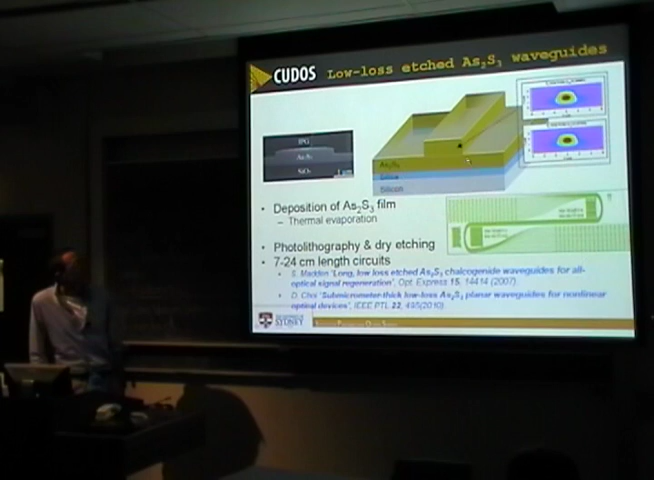 CUDOS Low-loss etched As2S3 waveguides
IPG
As2S3
SiO2
As2S3
Silica
Silicon
• Deposition of As2S3 film
– Thermal evaporation
• Photolithography & dry etching
• 7-24 cm length circuits
• S. Madden 'Long, low loss etched As2S3 chalcogenide waveguides for all-
optical signal regeneration', Opt. Express 15, 14414 (2007)
• D. Choi 'Submicrometer-thick low-loss As2S3 planar waveguides for nonlinear
optical devices', IEEE PTL 22, 495(2010)
SYDNEY